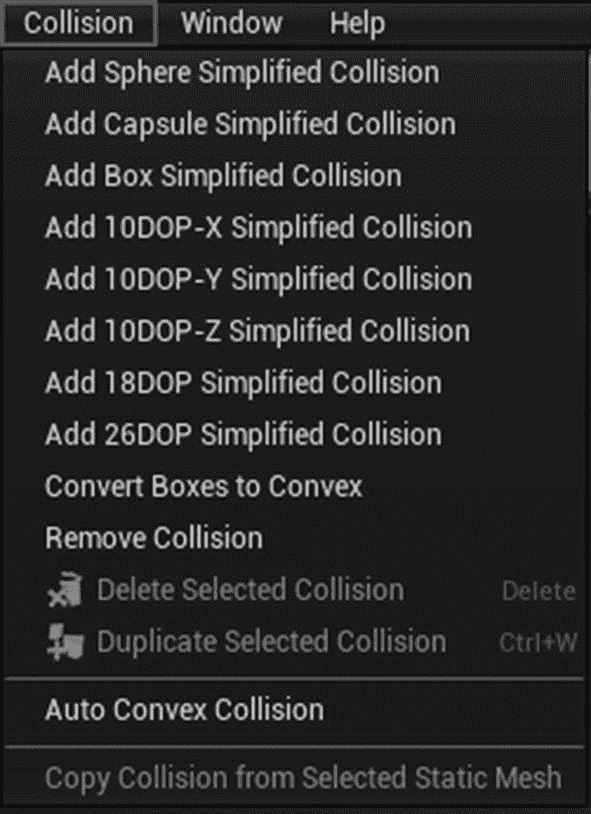 Collision Window Help
Add Sphere Simplified Collision
Add Capsule Simplified Collision
Add Box Simplified Collision
Add 10DOP-X Simplified Collision
Add 10DOP-Y Simplified Collision
Add 10DOP-Z Simplified Collision
Add 18DOP Simplified Collision
Add 26DOP Simplified Collision
Convert Boxes to Convex
Remove Collision
Delete Selected Collision Delete
Duplicate Selected Collision Ctrl+W
Auto Convex Collision
Copy Collision from Selected Static Mesh